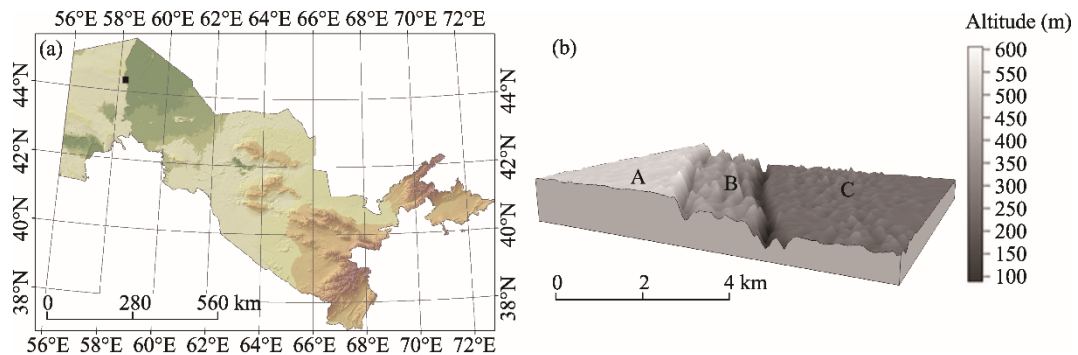 56°E 58°E 60°E 62°E 64°E 66°E 68°E 70°E 72°E
(a)
44°N
42°N
40°N
38°N
44°N
42°N
40°N
38°N
0 280 560 km
56°E 58°E 60°E 62°E 64°E 66°E 68°E 70°E 72°E
(b)
A B C
0 2 4 km
Altitude (m)
600
550
500
450
400
350
300
250
200
150
100